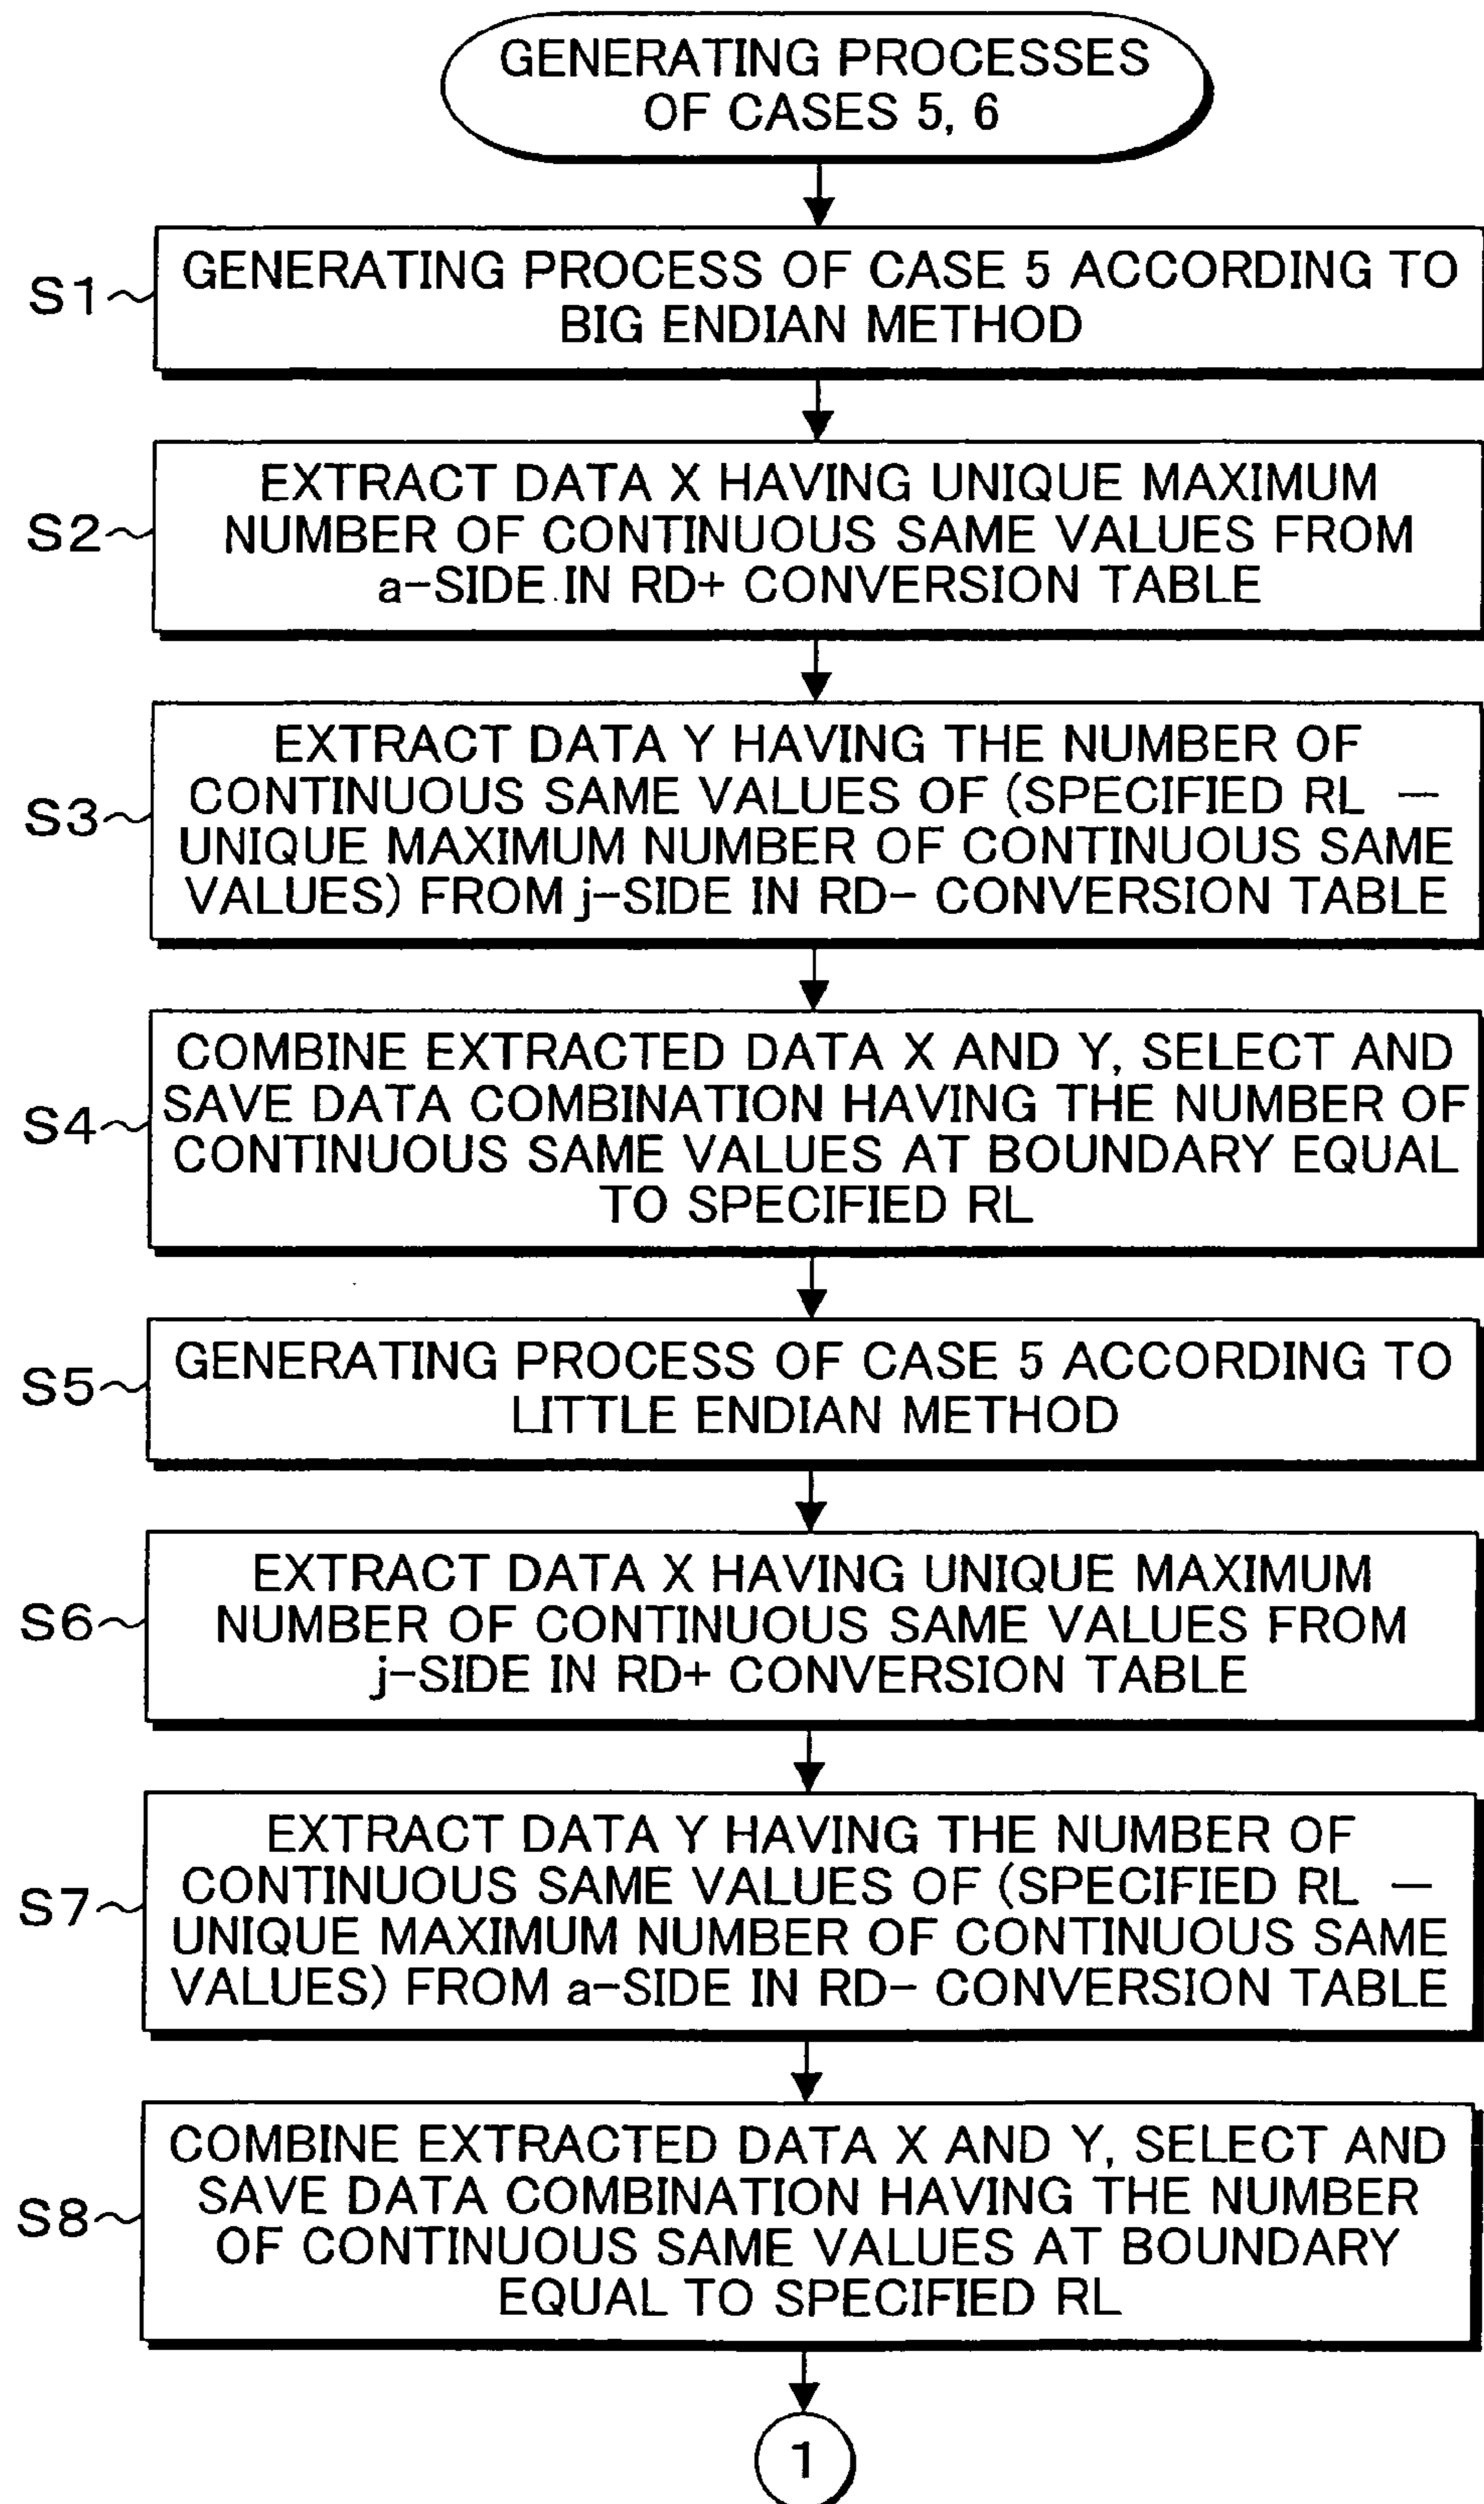 GENERATING PROCESSES
OF CASES 5, 6
S1
GENERATING PROCESS OF CASE 5 ACCORDING TO
BIG ENDIAN METHOD
S2
EXTRACT DATA X HAVING UNIQUE MAXIMUM
NUMBER OF CONTINUOUS SAME VALUES FROM
a-SIDE IN RD+ CONVERSION TABLE
S3
EXTRACT DATA Y HAVING THE NUMBER OF
CONTINUOUS SAME VALUES OF (SPECIFIED RL —
UNIQUE MAXIMUM NUMBER OF CONTINUOUS SAME
VALUES) FROM j-SIDE IN RD- CONVERSION TABLE
S4
COMBINE EXTRACTED DATA X AND Y, SELECT AND
SAVE DATA COMBINATION HAVING THE NUMBER OF
CONTINUOUS SAME VALUES AT BOUNDARY EQUAL
TO SPECIFIED RL
S5
GENERATING PROCESS OF CASE 5 ACCORDING TO
LITTLE ENDIAN METHOD
S6
EXTRACT DATA X HAVING UNIQUE MAXIMUM
NUMBER OF CONTINUOUS SAME VALUES FROM
j-SIDE IN RD+ CONVERSION TABLE
S7
EXTRACT DATA Y HAVING THE NUMBER OF
CONTINUOUS SAME VALUES OF (SPECIFIED RL —
UNIQUE MAXIMUM NUMBER OF CONTINUOUS SAME
VALUES) FROM a-SIDE IN RD- CONVERSION TABLE
S8
COMBINE EXTRACTED DATA X AND Y, SELECT AND
SAVE DATA COMBINATION HAVING THE NUMBER
OF CONTINUOUS SAME VALUES AT BOUNDARY
EQUAL TO SPECIFIED RL
1